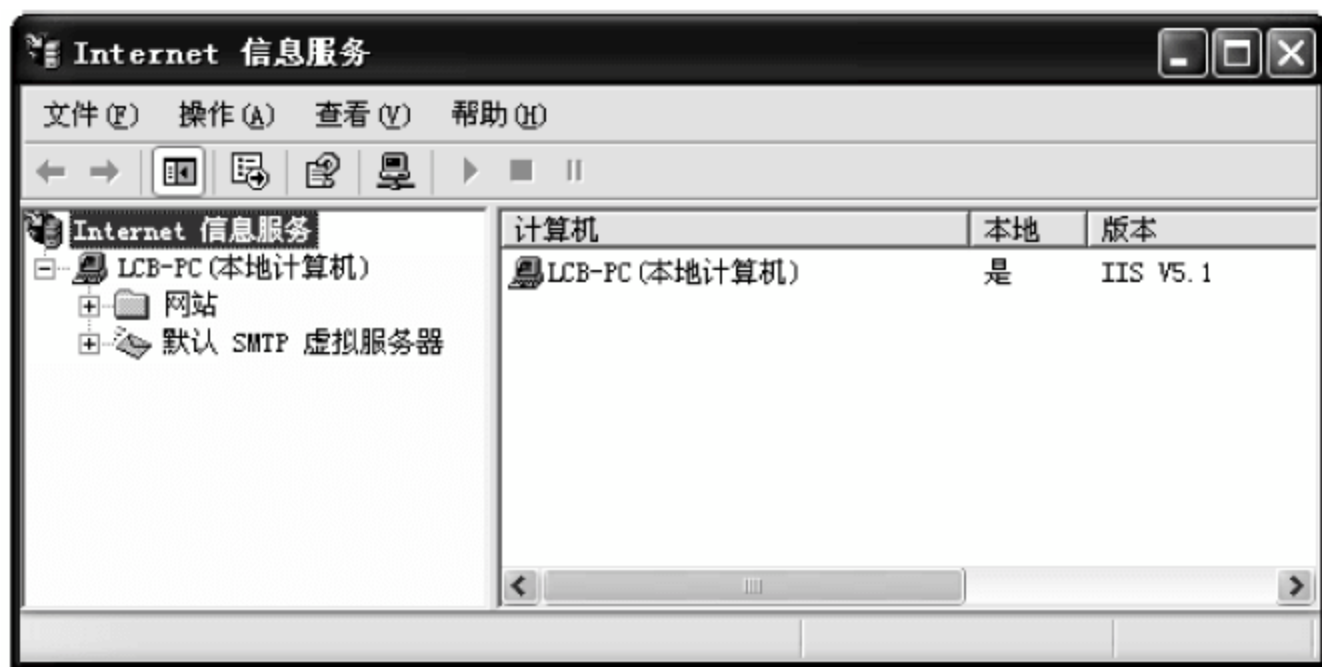 Internet 信息服务
文件(F) 操作(A) 查看(V) 帮助(H)
Internet 信息服务
LCB-PC(本地计算机)
网站
默认 SMTP 虚拟服务器
计算机 本地 版本
LCB-PC(本地计算机) 是 IIS V5.1